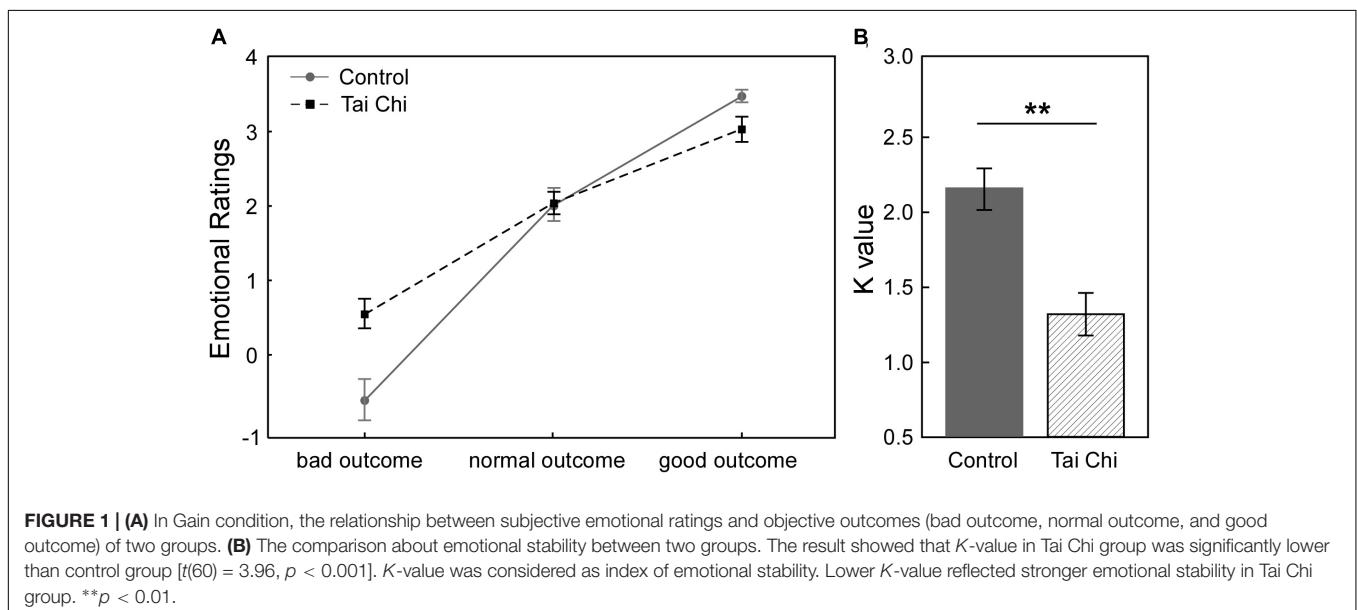 A
B
4
3
2
1
0
-1
Emotional Ratings
Control
Tai Chi
bad outcome
normal outcome
good outcome
3.0
2.5
2.0
1.5
1.0
0.5
K value
**
Control
Tai Chi
FIGURE 1 | (A) In Gain condition, the relationship between subjective emotional ratings and objective outcomes (bad outcome, normal outcome, and good
outcome) of two groups. (B) The comparison about emotional stability between two groups. The result showed that K-value in Tai Chi group was significantly lower
than control group [t(60) = 3.96, p < 0.001]. K-value was considered as index of emotional stability. Lower K-value reflected stronger emotional stability in Tai Chi
group. **p < 0.01.